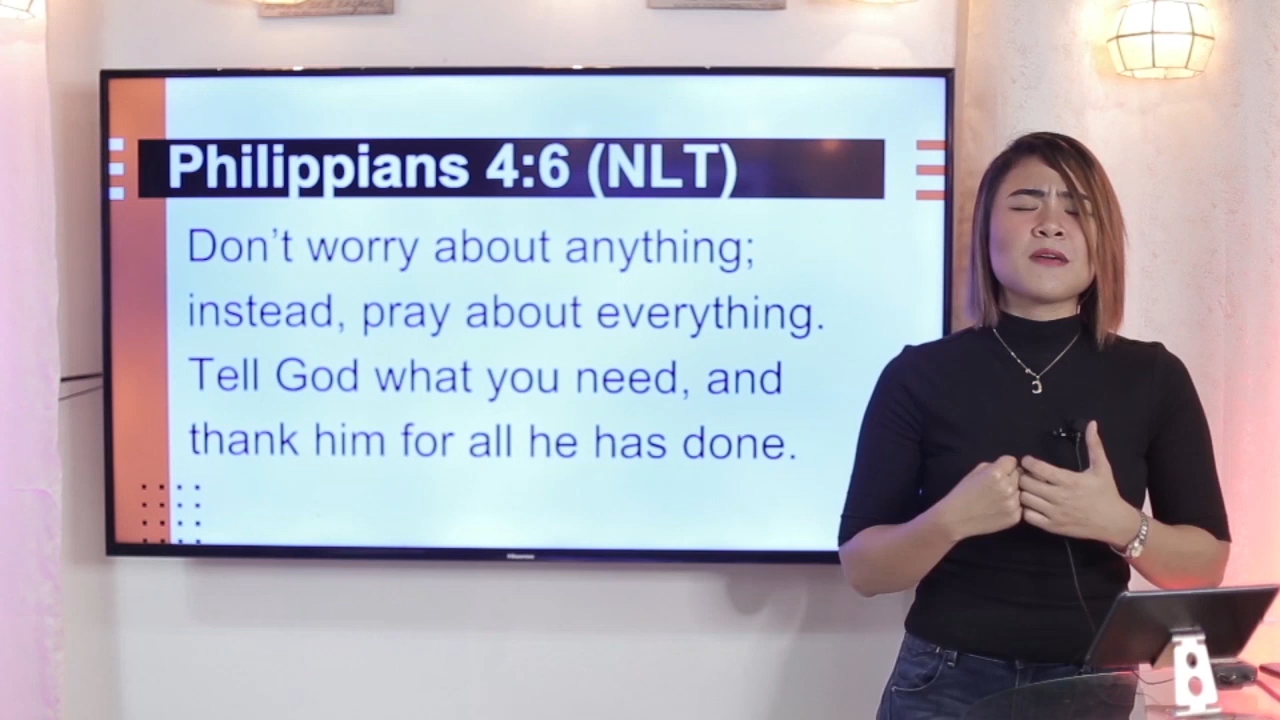 Philippians 4:6 (NLT)
Don't worry about anything;
instead, pray about everything.
Tell God what you need, and
thank him for all he has done.
Hisense